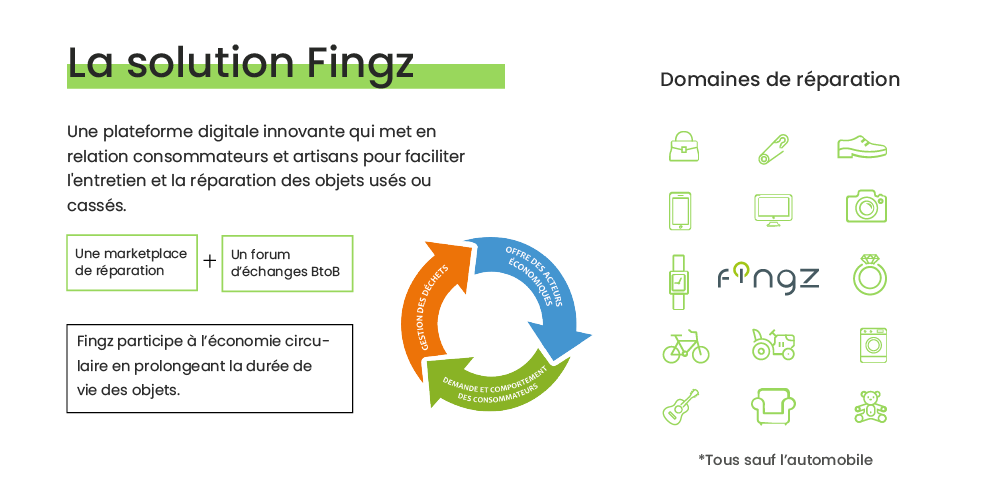 La solution Fingz
Une plateforme digitale innovante qui met en
relation consommateurs et artisans pour faciliter
l'entretien et la réparation des objets usés ou
cassés.
Une marketplace
de réparation
+
Un forum
d'échanges BtoB
Fingz participe à l'économie circu-
laire en prolongeant la durée de
vie des objets.
OFFRE DES ACTEURS
ÉCONOMIQUES
DEMANDE ET COMPORTEMENT
DES CONSOMMATEURS
GESTION DES DÉCHETS
Domaines de réparation
fingz
*Tous sauf l'automobile